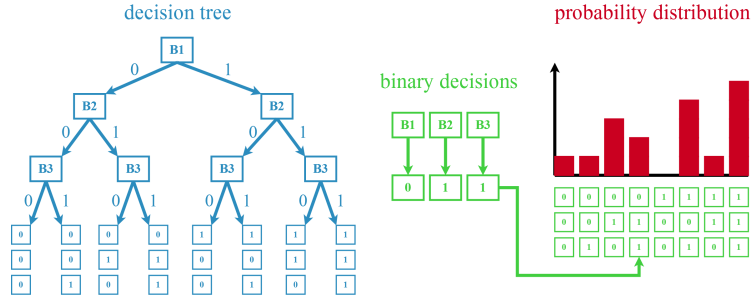 decision tree
probability distribution
B1
0 1
binary decisions
B2 B2
0 1 0 1
B1 B2 B3
B3 B3 B3 B3
0 1 0 1 0 1 0 1
0 1 1
0 0 0 0 1 1 1 1
0 0 1 1 0 0 1 1
0 1 0 1 0 1 0 1
0 0 0 0 1 1 1 1
0 0 1 1 0 0 1 1
0 1 0 1 0 1 0 1